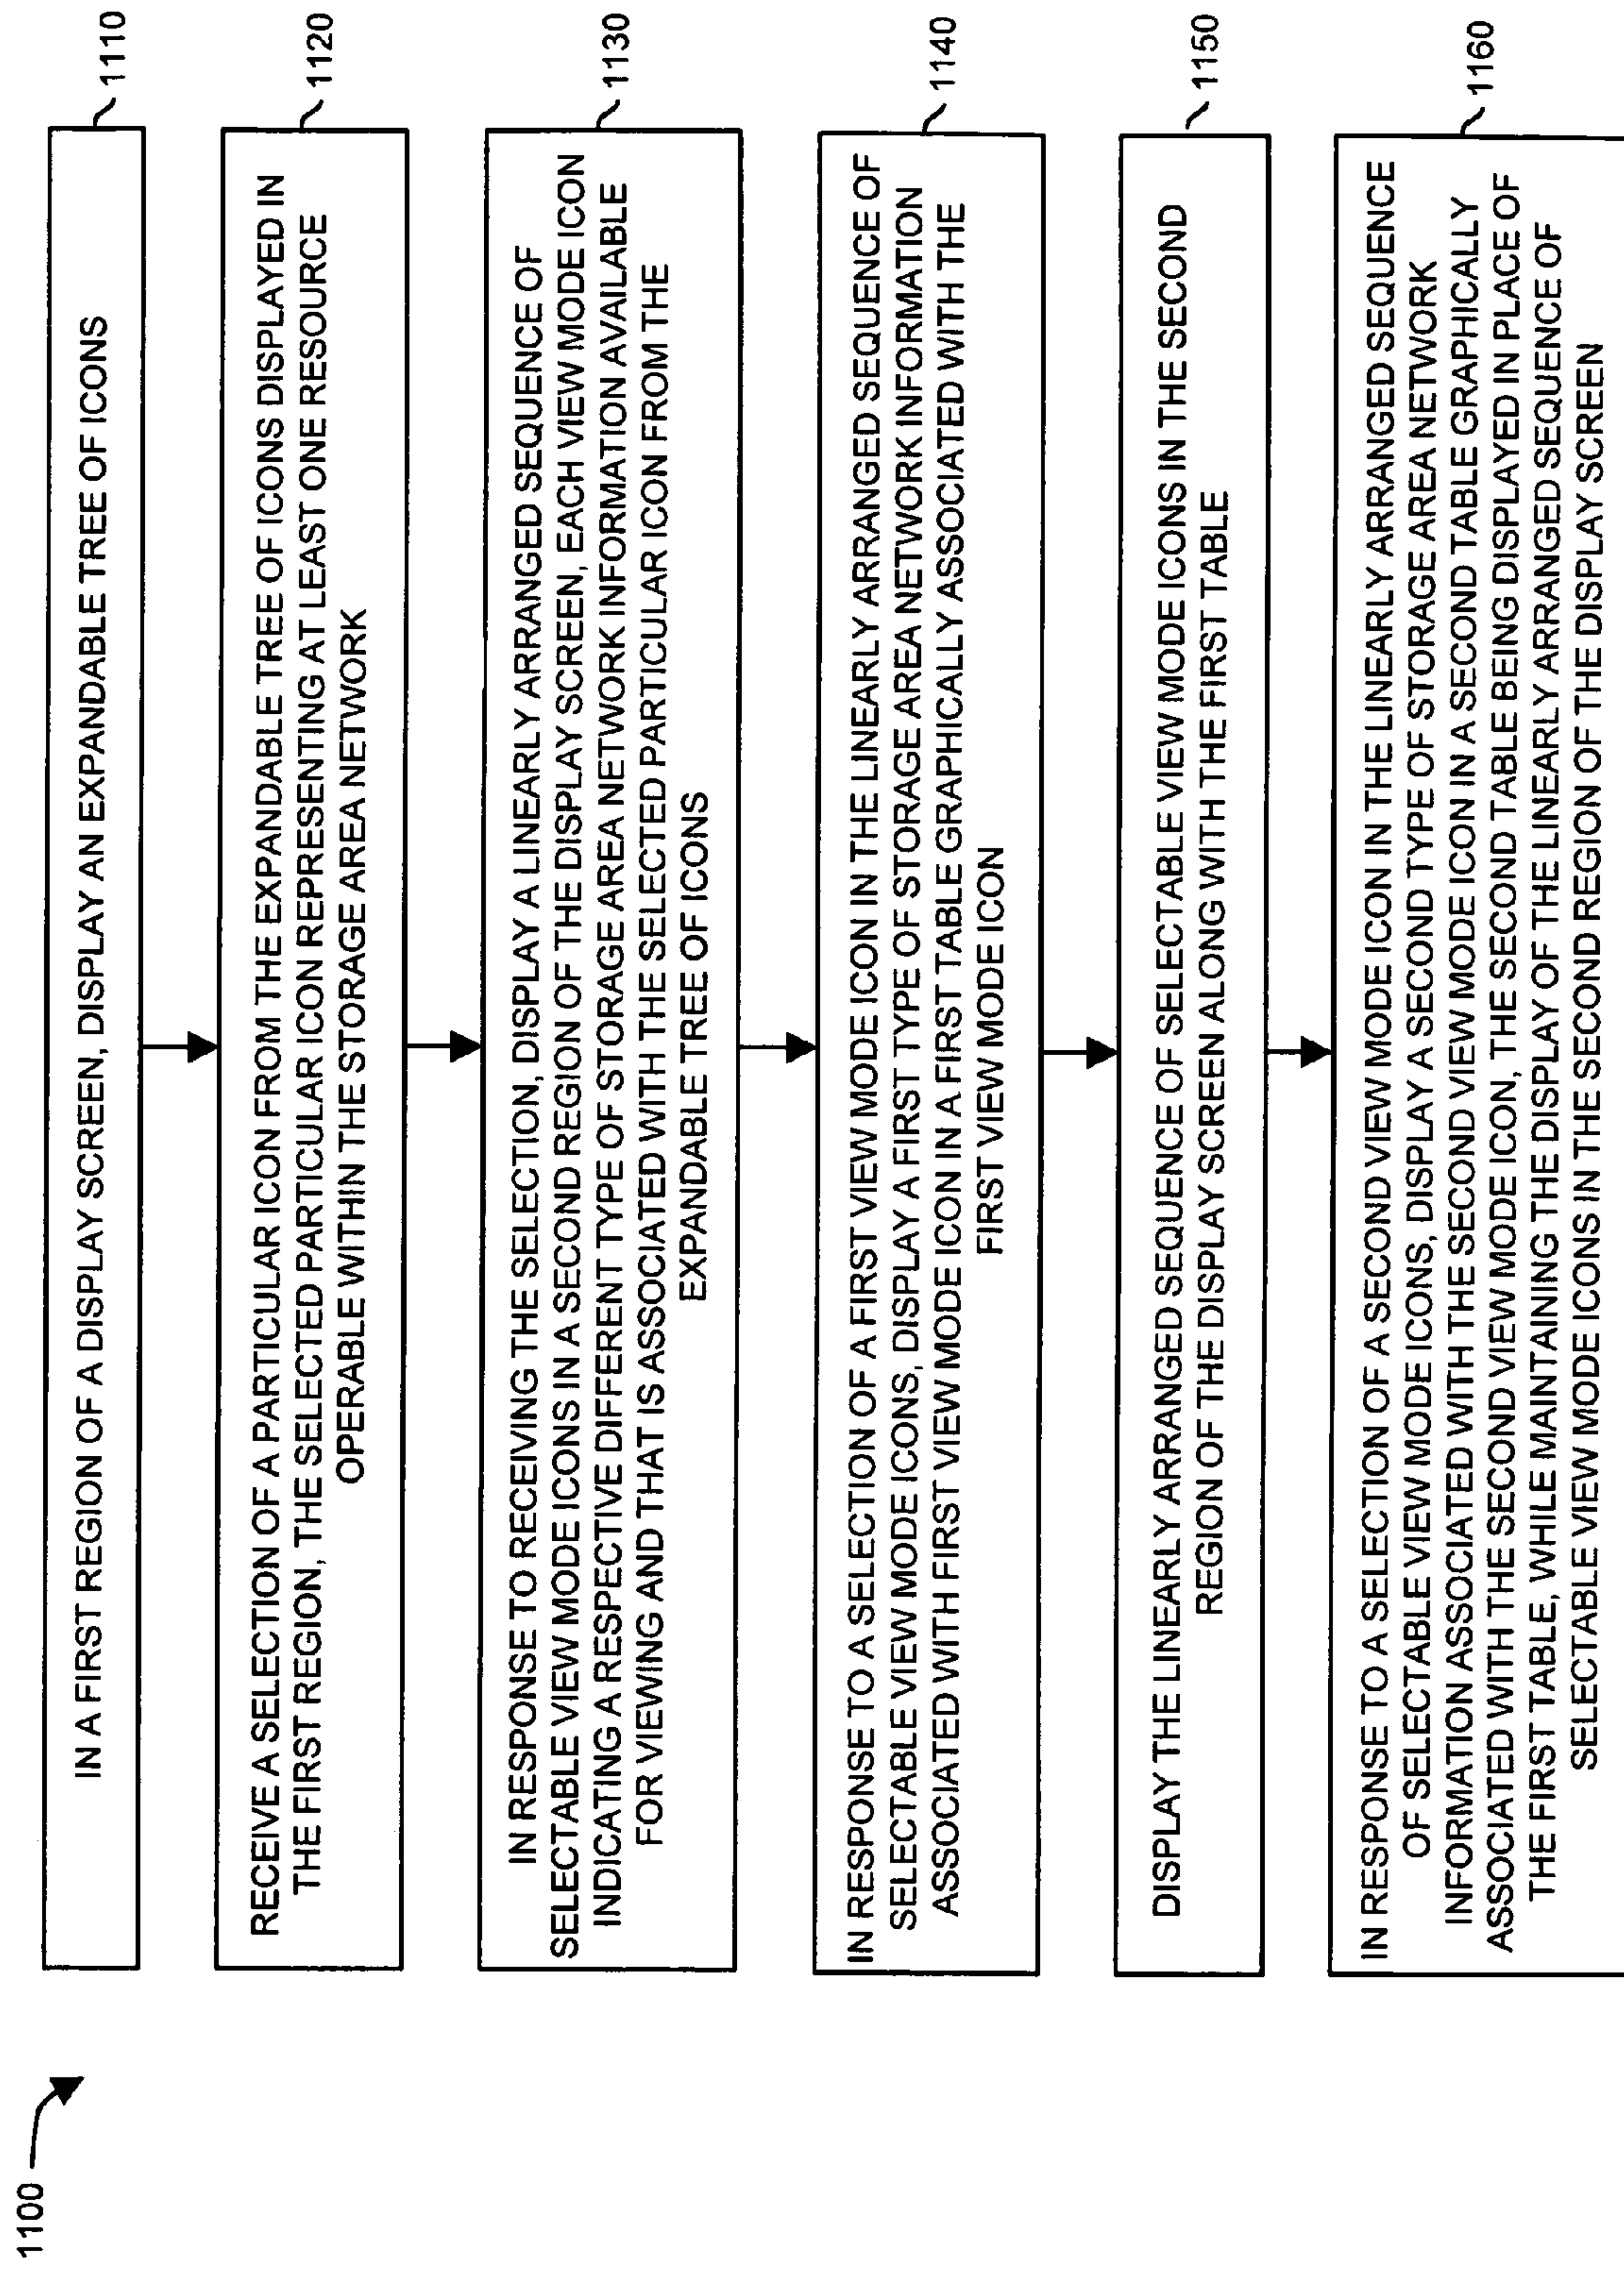 1100
IN A FIRST REGION OF A DISPLAY SCREEN, DISPLAY AN EXPANDABLE TREE OF ICONS
1110
RECEIVE A SELECTION OF A PARTICULAR ICON FROM THE EXPANDABLE TREE OF ICONS DISPLAYED IN
THE FIRST REGION, THE SELECTED PARTICULAR ICON REPRESENTING AT LEAST ONE RESOURCE
OPERABLE WITHIN THE STORAGE AREA NETWORK
1120
IN RESPONSE TO RECEIVING THE SELECTION, DISPLAY A LINEARLY ARRANGED SEQUENCE OF
SELECTABLE VIEW MODE ICONS IN A SECOND REGION OF THE DISPLAY SCREEN, EACH VIEW MODE ICON
INDICATING A RESPECTIVE DIFFERENT TYPE OF STORAGE AREA NETWORK INFORMATION AVAILABLE
FOR VIEWING AND THAT IS ASSOCIATED WITH THE SELECTED PARTICULAR ICON FROM THE
EXPANDABLE TREE OF ICONS
1130
IN RESPONSE TO A SELECTION OF A FIRST VIEW MODE ICON IN THE LINEARLY ARRANGED SEQUENCE OF
SELECTABLE VIEW MODE ICONS, DISPLAY A FIRST TYPE OF STORAGE AREA NETWORK INFORMATION
ASSOCIATED WITH FIRST VIEW MODE ICON IN A FIRST TABLE GRAPHICALLY ASSOCIATED WITH THE
FIRST VIEW MODE ICON
1140
DISPLAY THE LINEARLY ARRANGED SEQUENCE OF SELECTABLE VIEW MODE ICONS IN THE SECOND
REGION OF THE DISPLAY SCREEN ALONG WITH THE FIRST TABLE
1150
IN RESPONSE TO A SELECTION OF A SECOND VIEW MODE ICON IN THE LINEARLY ARRANGED SEQUENCE
OF SELECTABLE VIEW MODE ICONS, DISPLAY A SECOND TYPE OF STORAGE AREA NETWORK
INFORMATION ASSOCIATED WITH THE SECOND VIEW MODE ICON IN A SECOND TABLE GRAPHICALLY
ASSOCIATED WITH THE SECOND VIEW MODE ICON, THE SECOND TABLE BEING DISPLAYED IN PLACE OF
THE FIRST TABLE, WHILE MAINTAINING THE DISPLAY OF THE LINEARLY ARRANGED SEQUENCE OF
SELECTABLE VIEW MODE ICONS IN THE SECOND REGION OF THE DISPLAY SCREEN
1160